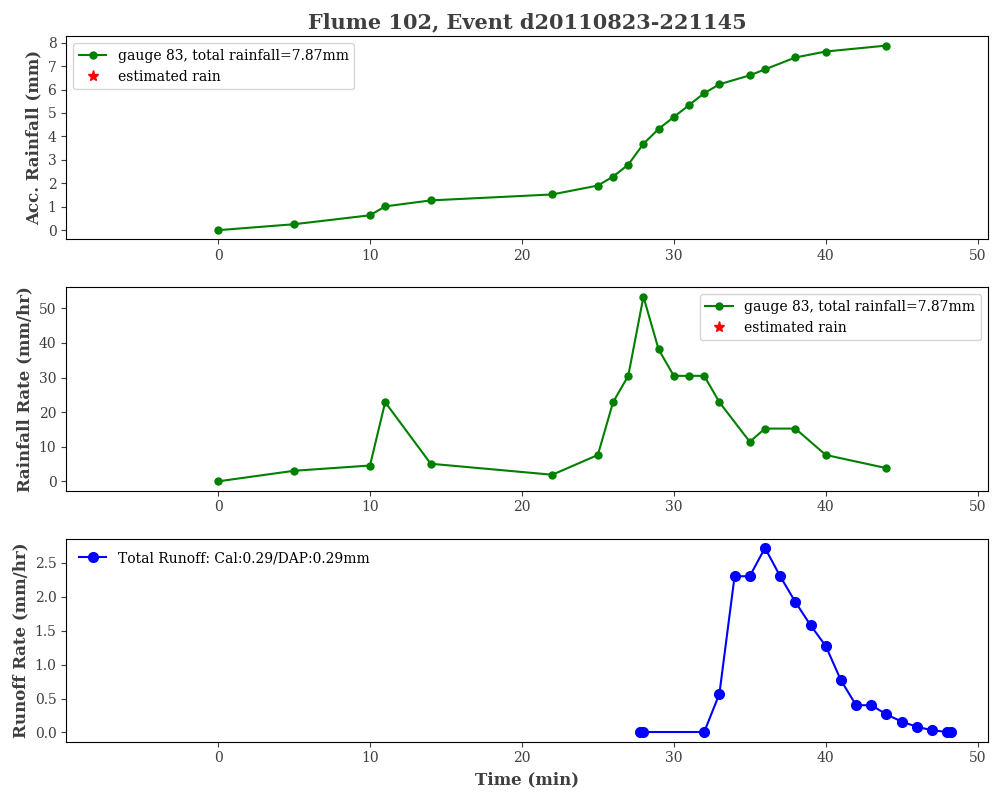 Flume 102, Event d20110823-221145
Acc. Rainfall (mm)
8
7
6
5
4
3
2
1
0
gauge 83, total rainfall=7.87mm
estimated rain
0 10 20 30 40 50
Rainfall Rate (mm/hr)
50
40
30
20
10
0
gauge 83, total rainfall=7.87mm
estimated rain
0 10 20 30 40 50
Runoff Rate (mm/hr)
2.5
2.0
1.5
1.0
0.5
0.0
Total Runoff: Cal:0.29/DAP:0.29mm
0 10 20 30 40 50
Time (min)